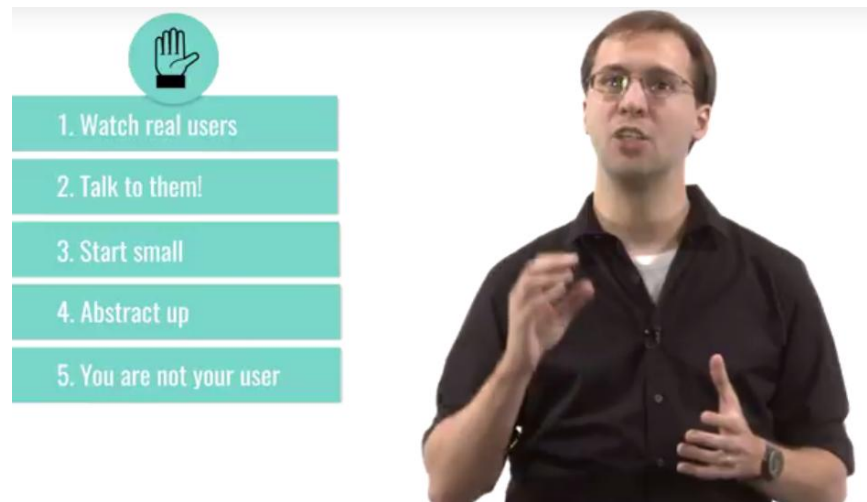 1. Watch real users
2. Talk to them!
3. Start small
4. Abstract up
5. You are not your user